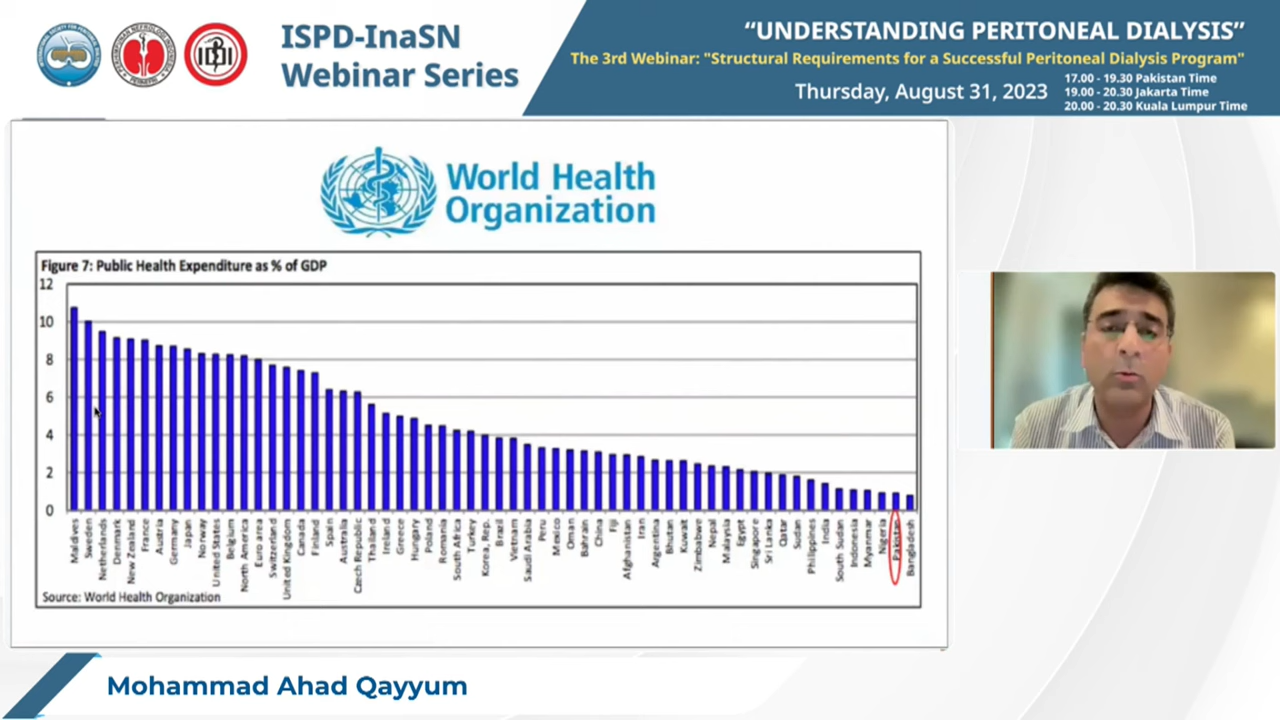 ISPD-InaSN
Webinar Series
“UNDERSTANDING PERITONEAL DIALYSIS”
The 3rd Webinar: "Structural Requirements for a Successful Peritoneal Dialysis Program"
Thursday, August 31, 2023
17.00 - 19.30 Pakistan Time
19.00 - 20.30 Jakarta Time
20.00 - 20.30 Kuala Lumpur Time
World Health
Organization
Figure 7: Public Health Expenditure as % of GDP
12
10
8
6
4
2
0
Maldives
Sweden
Netherlands
Denmark
New Zealand
France
Austria
Germany
Japan
Norway
United States
Belgium
North America
Euro area
Switzerland
United Kingdom
Canada
Finland
Spain
Australia
Czech Republic
Thailand
Ireland
Greece
Hungary
Poland
Romania
South Africa
Turkey
Korea, Rep.
Brazil
Vietnam
Saudi Arabia
Peru
Mexico
Oman
Bahrain
China
Fiji
Afghanistan
Iran
Argentina
Bhutan
Kuwait
Zimbabwe
Nepal
Malaysia
Egypt
Singapore
Sri Lanka
Qatar
Sudan
Philippines
India
South Sudan
Indonesia
Myanmar
Nigeria
Pakistan
Bangladesh
Source: World Health Organization
Mohammad Ahad Qayyum